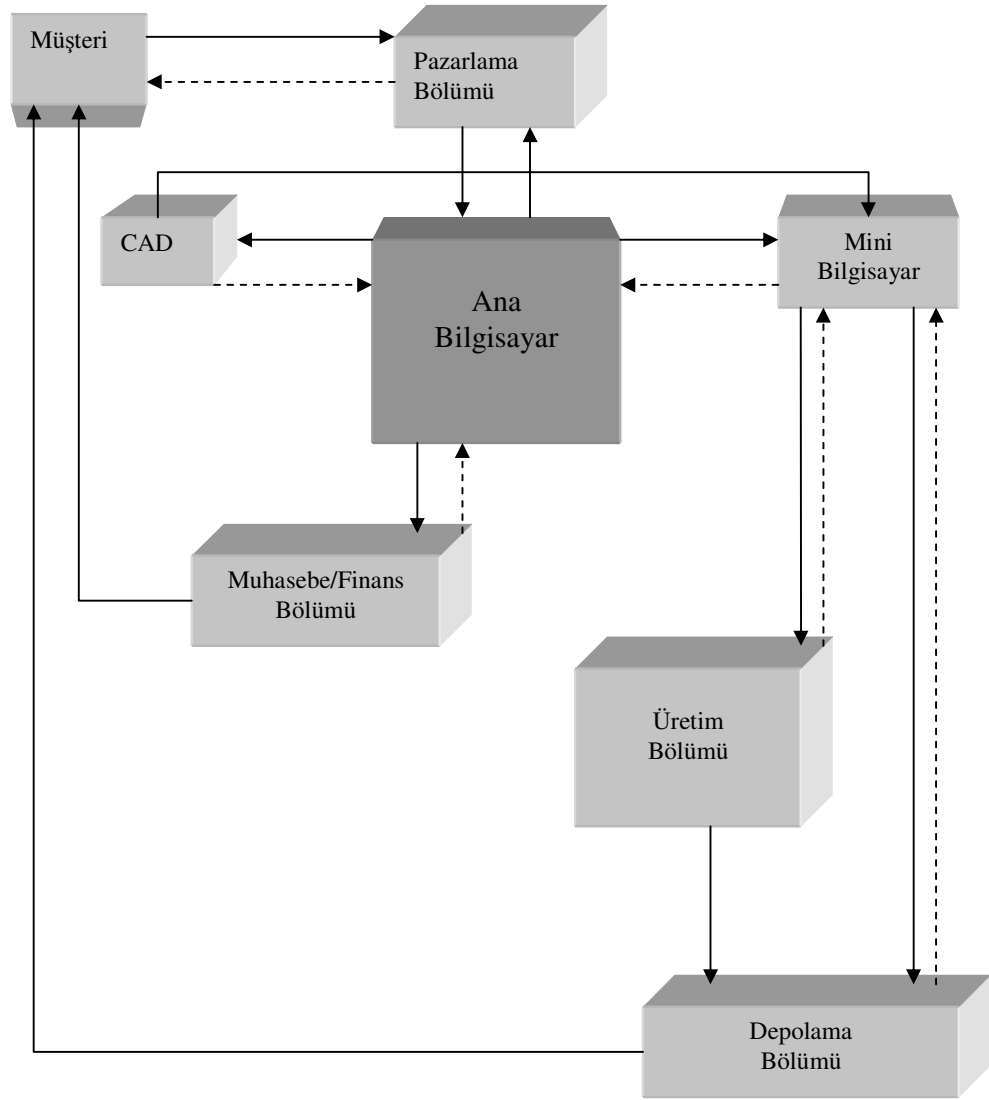 Müşteri
Pazarlama
Bölümü
CAD
Mini
Bilgisayar
Ana
Bilgisayar
Muhasebe/Finans
Bölümü
Üretim
Bölümü
Depolama
Bölümü